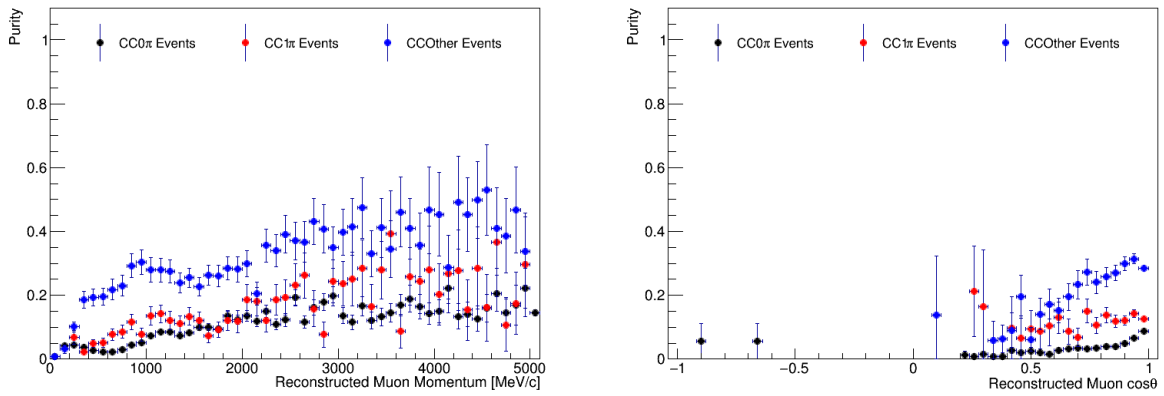 Purity
1
0.8
0.6
0.4
0.2
0
CC0π Events
CC1π Events
CCOther Events
0
1000
2000
3000
4000
5000
Reconstructed Muon Momentum [MeV/c]
Purity
1
0.8
0.6
0.4
0.2
0
CC0π Events
CC1π Events
CCOther Events
−1
−0.5
0
0.5
1
Reconstructed Muon cosθ